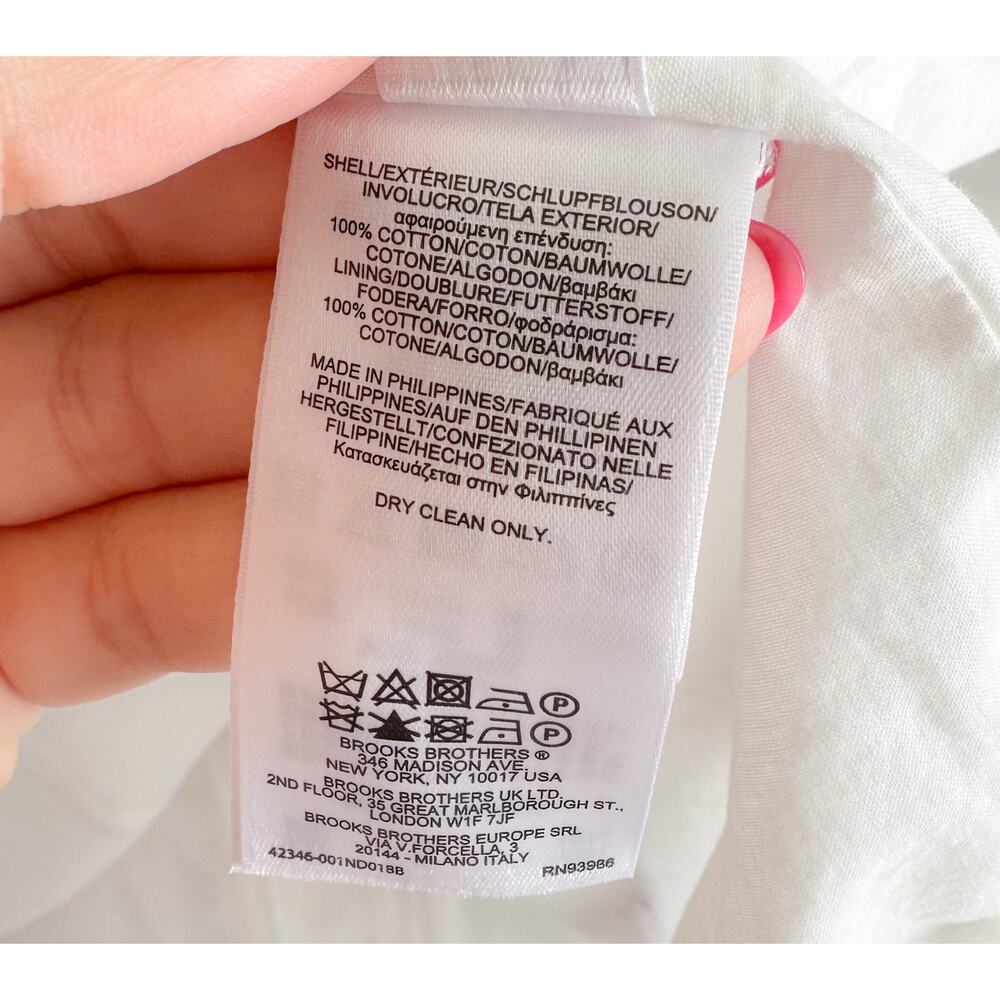 SHELL/EXTÉRIEUR/SCHLUPFBLOUSON/
INVOLUCRO/TELA EXTERIOR/
αφαιρούμενη επένδυση:
100% COTTON/COTON/BAUMWOLLE/
COTONE/ALGODON/βαμβάκι
LINING/DOUBLURE/FUTTERSTOFF/
FODERA/FORRO/φοδράρισμα:
100% COTTON/COTON/BAUMWOLLE/
COTONE/ALGODON/βαμβάκι
MADE IN PHILIPPINES/FABRIQUÉ AUX
PHILIPPINES/AUF DEN PHILLIPINEN
HERGESTELLT/CONFEZIONATO NELLE
FILIPPINE/HECHO EN FILIPINAS/
Κατασκευάζεται στην Φιλιππίνες
DRY CLEAN ONLY.
P
P
BROOKS BROTHERS ®
346 MADISON AVE.
NEW YORK, NY 10017 USA
BROOKS BROTHERS UK LTD.
2ND FLOOR, 35 GREAT MARLBOROUGH ST.,
LONDON W1F 7JF
BROOKS BROTHERS EUROPE SRL
VIA V.FORCELLA, 3
20144 - MILANO ITALY
42346-001ND018B RN93966